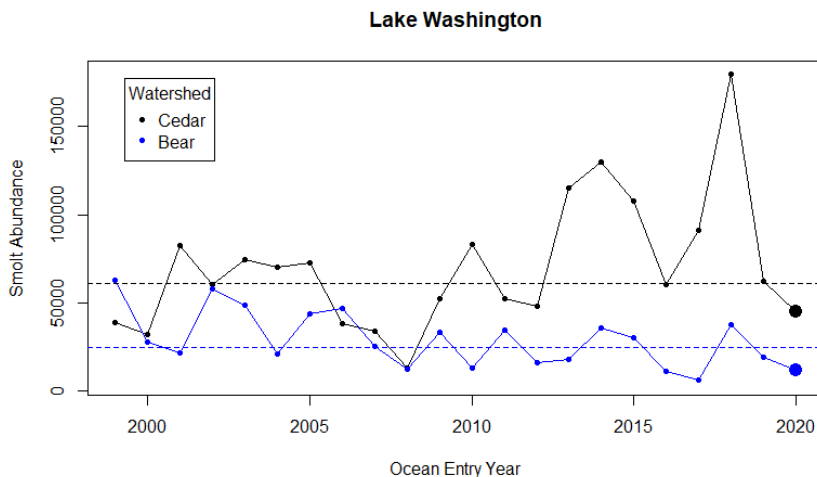 Lake Washington
Watershed
Cedar
Bear
Smolt Abundance
150000
100000
50000
0
2000 2005 2010 2015 2020
Ocean Entry Year